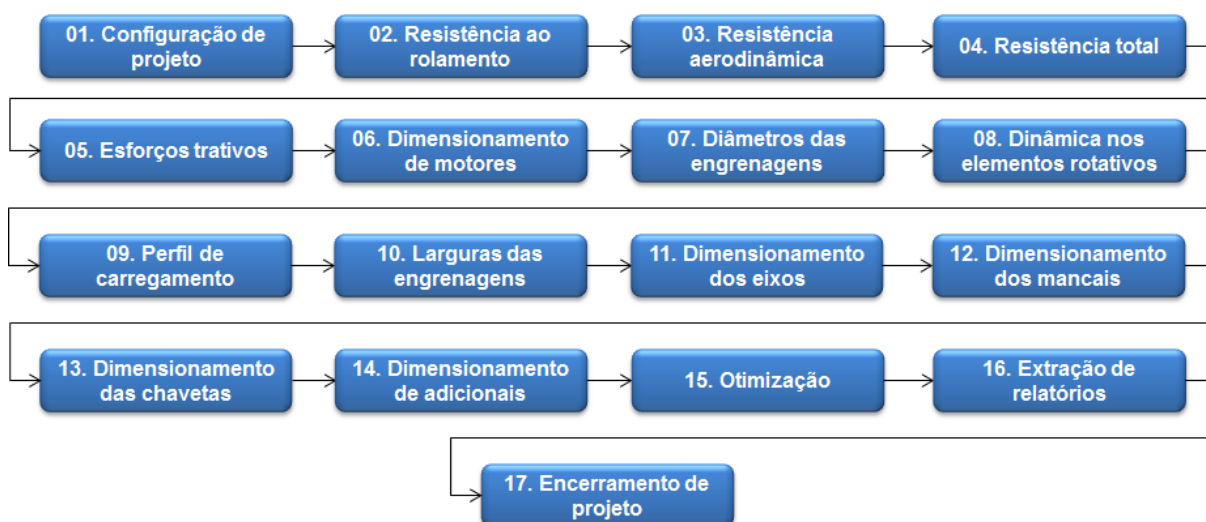 01. Configuração de
projeto
02. Resistência ao
rolamento
03. Resistência
aerodinâmica
04. Resistência total
05. Esforços trativos
06. Dimensionamento
de motores
07. Diâmetros das
engrenagens
08. Dinâmica nos
elementos rotativos
09. Perfil de
carregamento
10. Larguras das
engrenagens
11. Dimensionamento
dos eixos
12. Dimensionamento
dos mancais
13. Dimensionamento
das chavetas
14. Dimensionamento
de adicionais
15. Otimização
16. Extração de
relatórios
17. Encerramento de
projeto